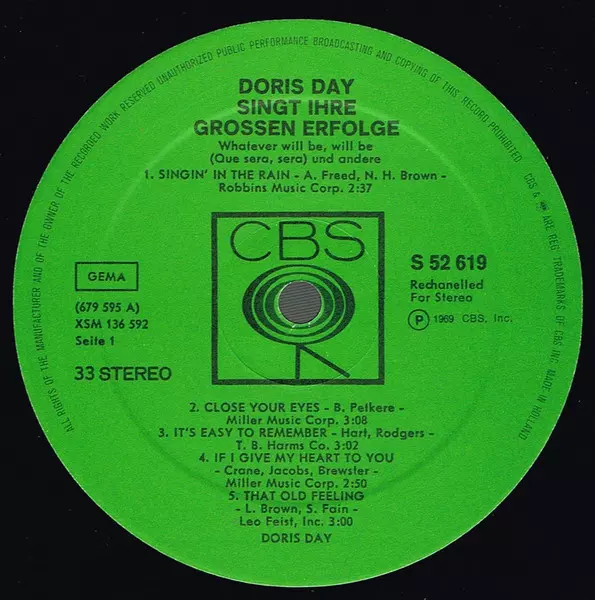 ALL RIGHTS OF THE MANUFACTURER AND OF THE OWNER OF THE RECORDED WORK RESERVED UNAUTHORIZED PUBLIC PERFORMANCE BROADCASTING AND COPYING OF THIS RECORD PROHIBITED CBS & ARE REG. TRADEMARKS OF CBS INC. MADE IN HOLLAND
DORIS DAY
SINGT IHRE
GROSSEN ERFOLGE
Whatever will be, will be
(Que sera, sera) und andere
1. SINGIN' IN THE RAIN - A. Freed, N. H. Brown -
Robbins Music Corp. 2:37
CBS
GEMA
(679 595 A)
XSM 136 592
Seite 1
33 STEREO
S 52 619
Rechanelled
For Stereo
Ⓟ 1969 CBS, Inc.
2. CLOSE YOUR EYES - B. Petkere -
Miller Music Corp. 3:08
3. IT'S EASY TO REMEMBER - Hart, Rodgers -
T. B. Harms Co. 3:02
4. IF I GIVE MY HEART TO YOU
- Crane, Jacobs, Brewster -
Miller Music Corp. 2:50
5. THAT OLD FEELING
- L. Brown, S. Fain -
Leo Feist, Inc. 3:00
DORIS DAY